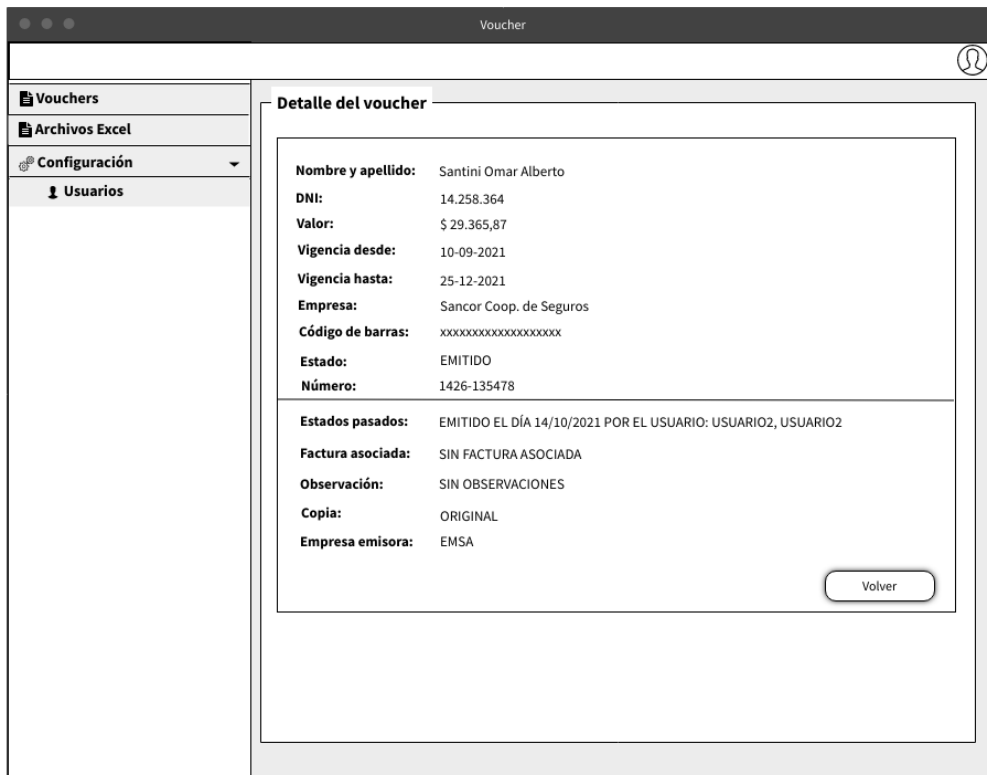 Voucher
Vouchers
Archivos Excel
Configuración
Usuarios
Detalle del voucher
Nombre y apellido: Santini Omar Alberto
DNI: 14.258.364
Valor: $ 29.365,87
Vigencia desde: 10-09-2021
Vigencia hasta: 25-12-2021
Empresa: Sancor Coop. de Seguros
Código de barras: xxxxxxxxxxxxxxxxxxx
Estado: EMITIDO
Número: 1426-135478
Estados pasados: EMITIDO EL DÍA 14/10/2021 POR EL USUARIO: USUARIO2, USUARIO2
Factura asociada: SIN FACTURA ASOCIADA
Observación: SIN OBSERVACIONES
Copia: ORIGINAL
Empresa emisora: EMSA
Volver